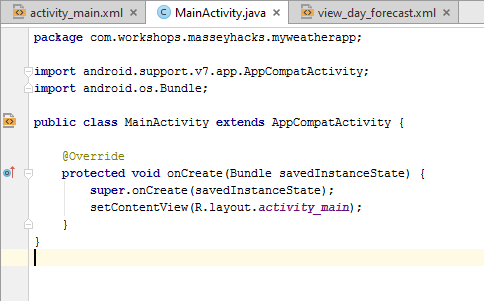 activity_main.xml MainActivity.java view_day_forecast.xml
package com.workshops.masseyhacks.myweatherapp;
import android.support.v7.app.AppCompatActivity;
import android.os.Bundle;
public class MainActivity extends AppCompatActivity {
@Override
protected void onCreate(Bundle savedInstanceState) {
super.onCreate(savedInstanceState);
setContentView(R.layout.activity_main);
}
}